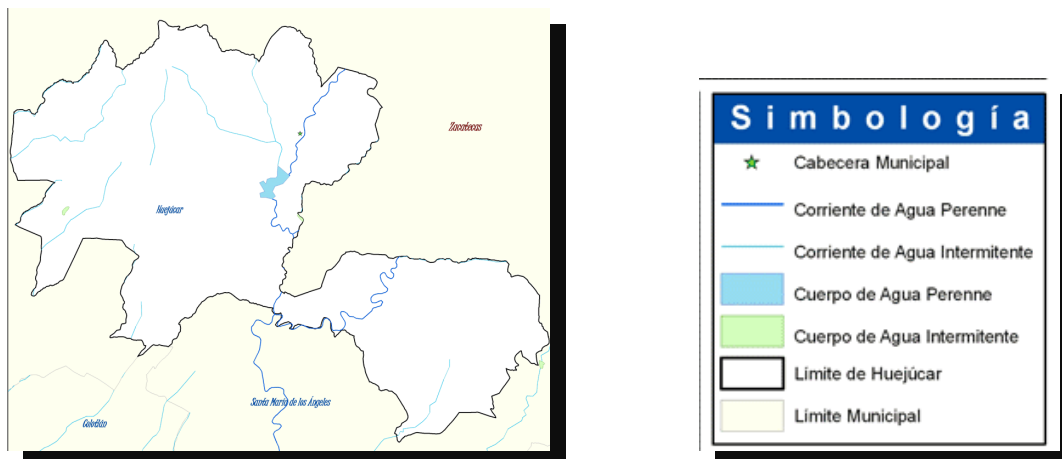 Zacatecas
Huejúcar
Santa María de los Ángeles
Colotlán
Simbología
Cabecera Municipal
Corriente de Agua Perenne
Corriente de Agua Intermitente
Cuerpo de Agua Perenne
Cuerpo de Agua Intermitente
Límite de Huejúcar
Límite Municipal